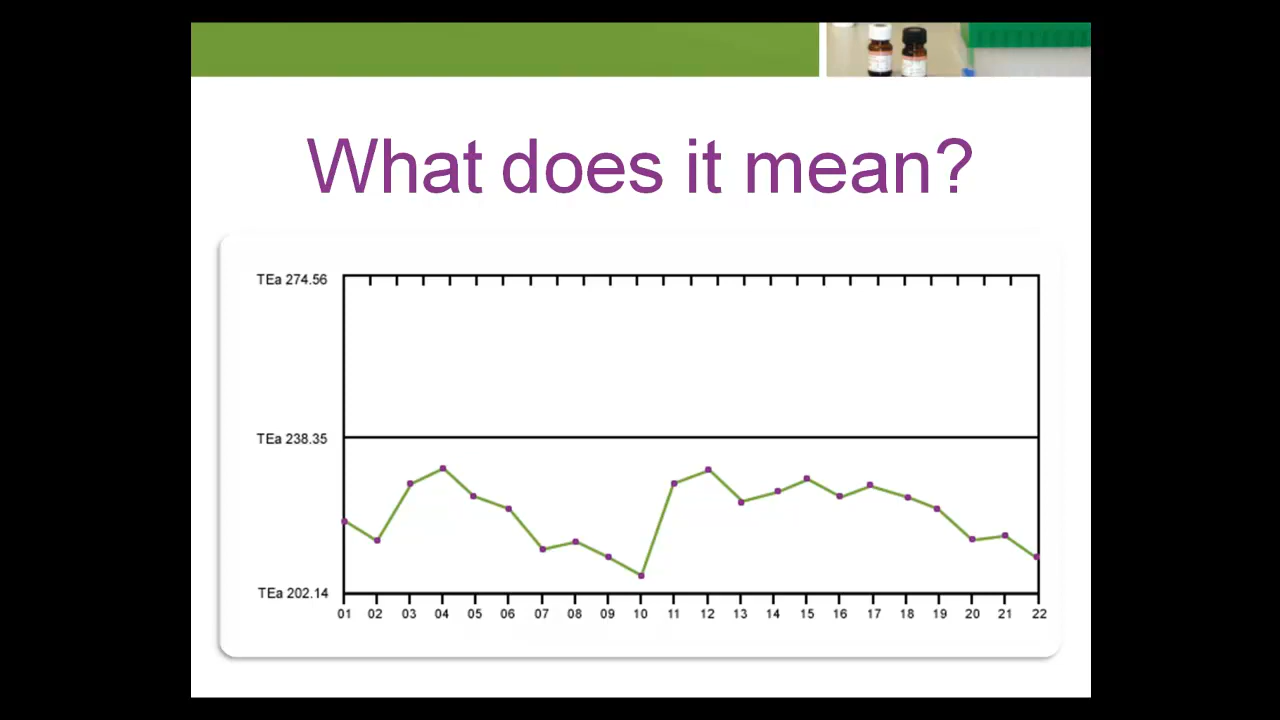 What does it mean?
TEa 274.56
TEa 238.35
TEa 202.14
01 02 03 04 05 06 07 08 09 10 11 12 13 14 15 16 17 18 19 20 21 22